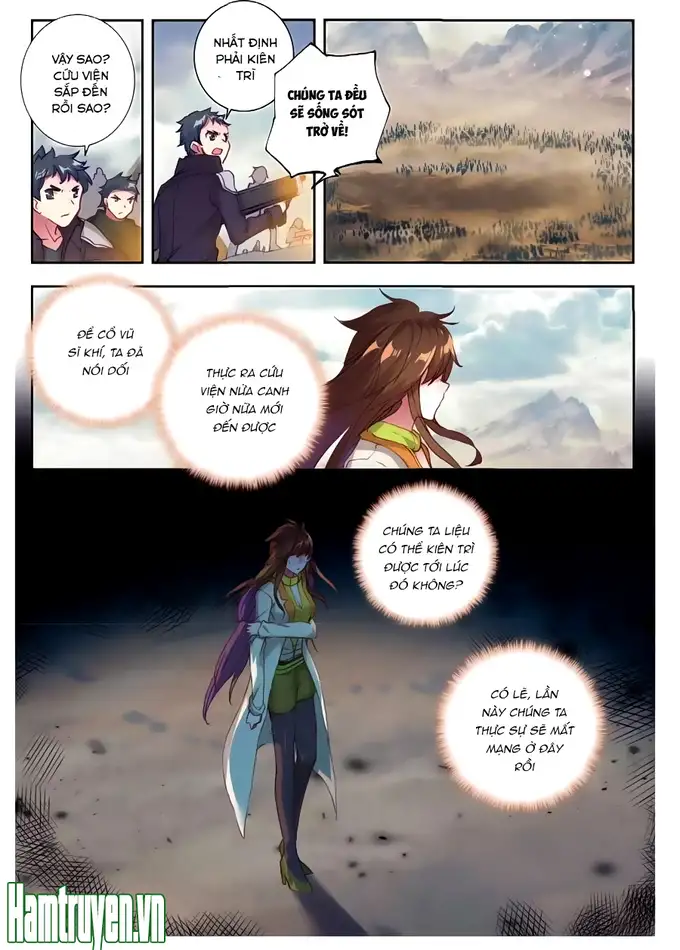 VẬY SAO?
CỨU VIỆN
SẮP ĐẾN
RỒI SAO?
NHẤT ĐỊNH
PHẢI KIÊN
TRÌ
CHÚNG TA ĐỀU
SẼ SỐNG SÓT
TRỞ VỀ!
ĐỂ CỔ VŨ
SĨ KHÍ, TA ĐÃ
NÓI DỐI
THỰC RA CỨU
VIỆN NỬA CANH
GIỜ NỮA MỚI
ĐẾN ĐƯỢC
CHÚNG TA LIỆU
CÓ THỂ KIÊN TRÌ
ĐƯỢC TỚI LÚC
ĐÓ KHÔNG?
CÓ LẼ, LẦN
NÀY CHÚNG TA
THỰC SỰ SẼ MẤT
MẠNG Ở ĐÂY
RỒI
Hamtruyen.vn